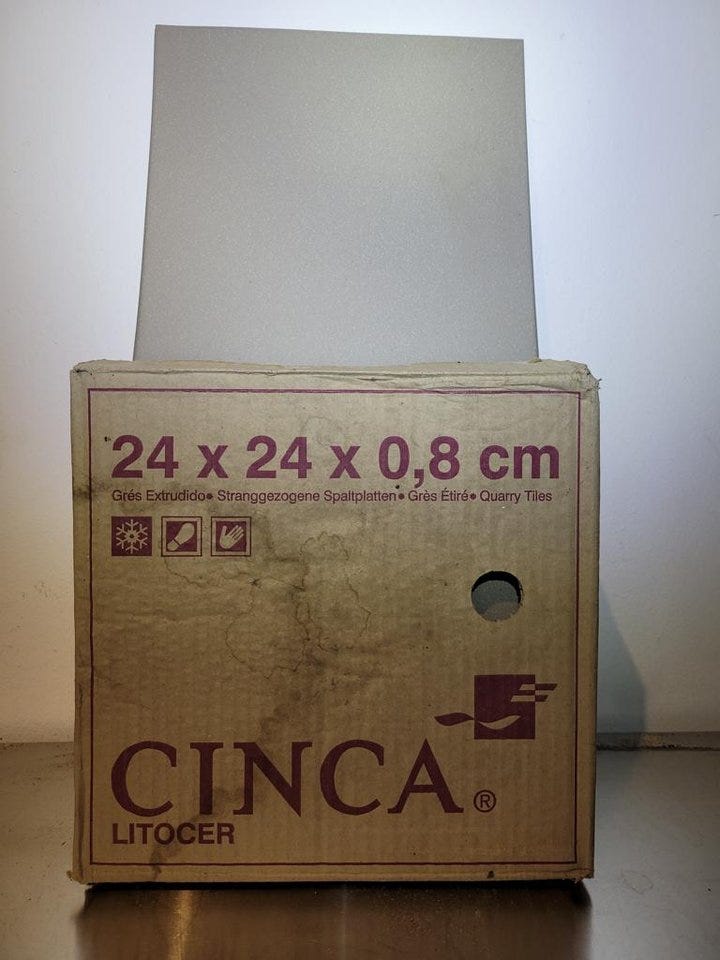 24 x 24 x 0,8 cm
Grés Extrudido• Stranggezogene Spaltplatten• Grès Étiré• Quarry Tiles
CINCA®
LITOCER